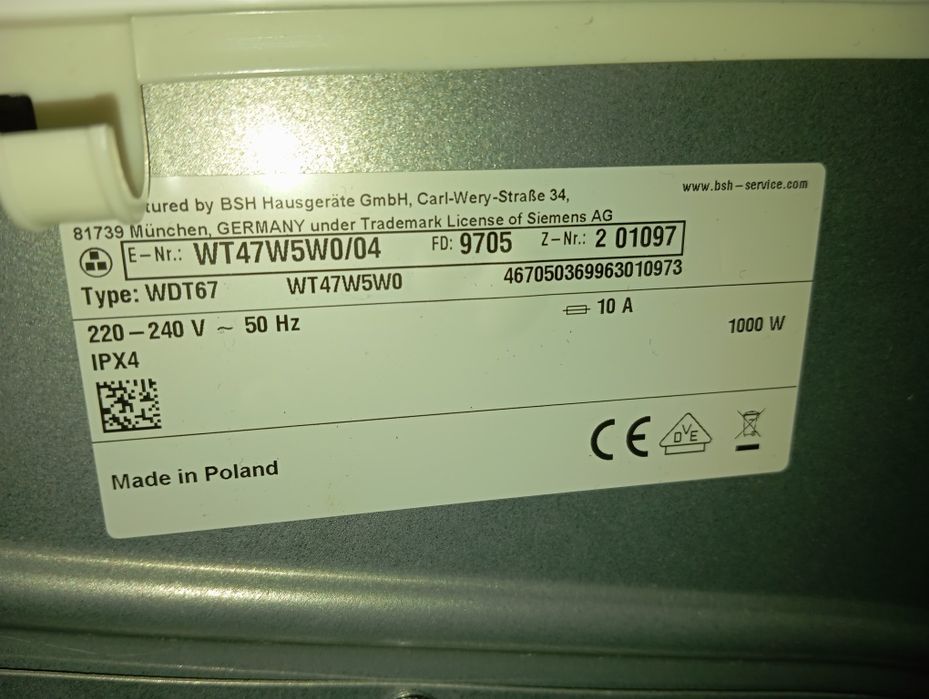 www.bsh-service.com
tured by BSH Hausgeräte GmbH, Carl-Wery-Straße 34,
81739 München, GERMANY under Trademark License of Siemens AG
E-Nr.: WT47W5W0/04 FD: 9705 Z-Nr.: 2 01097
Type: WDT67 WT47W5W0 467050369963010973
220-240 V ~ 50 Hz 10 A 1000 W
IPX4
CE DVE
Made in Poland